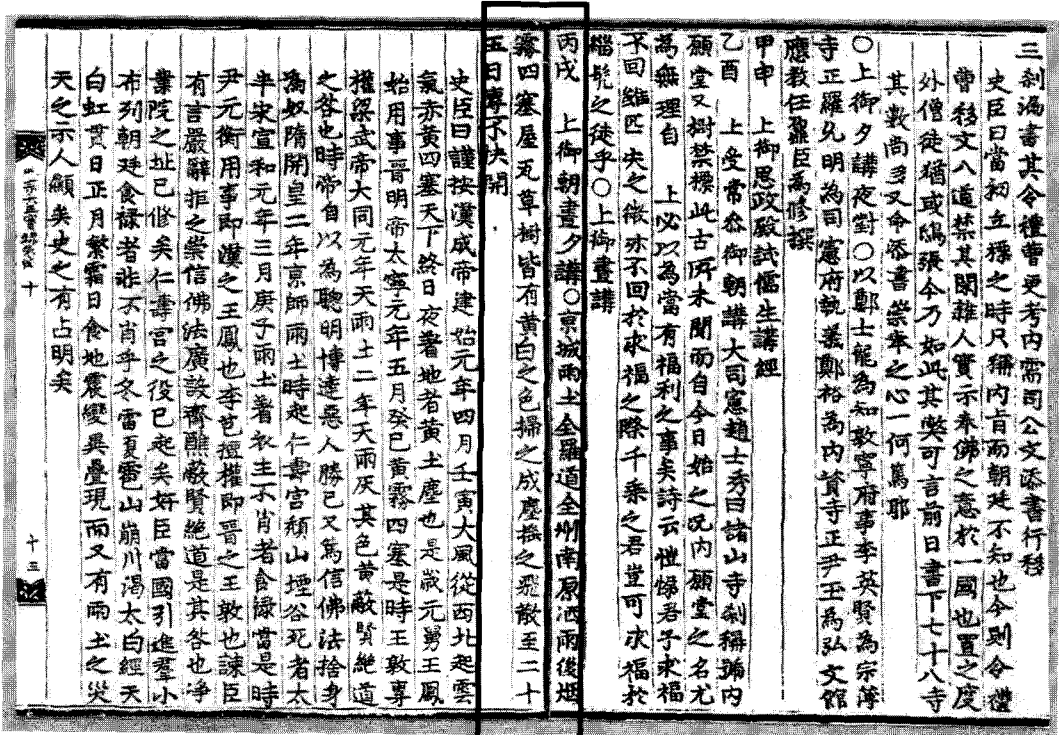 三刹漏書其令禮曹更考內需司公文添書行移
史臣曰當初立標之時只稱內旨而朝廷不知也今則令禮
曹移文八道禁其閑雜人實示奉佛之意於一國也置之度
外僧徒猶或鴟張今乃如此其弊可言前日書下七十八寺
其數尚多又令添書崇奉之心一何篤耶
○上御夕講夜對○以鄭士龍為知敦寧府事李英賢為宗簿
寺正羅允明為司憲府執義鄭裕為內資寺正尹玉為弘文館
應教任鼐臣為修撰
甲申 上御思政殿試儒生講經
乙酉 上受常參御朝講大司憲趙士秀曰諸山寺刹稱號內
願堂又樹禁標此古所未聞而自今日始之況內願堂之名尤
為無理自 上必以為當有福利之事矣詩云愷悌君子求福
不回雖匹夫之微亦不回於求福之際千乘之君豈可求福於
緇髡之徒乎○上御晝講
丙戌 上御朝晝夕講○京城雨土全羅道全州南原洒雨後烟
霧四塞屋瓦草樹皆有黃白之色掃之成塵搖之飛散至二十
五日專不快開
史臣曰謹按漢成帝建始元年四月壬寅大風從西北起雲
氣赤黃四塞天下終日夜著地者黃土塵也是歲元舅王鳳
始用事晉明帝太寧元年五月癸巳黃霧四塞是時王敦專
權梁武帝大同元年天雨土二年天雨灰其色黃蔽賢絶道
之咎也時帝自以為聰明博達惡人勝己又篤信佛法捨身
為奴隋開皇二年京師雨土時起仁壽宮頹山堙谷死者太
半宋宣和元年三月庚子雨土著衣主不肖者食祿當是時
尹元衡用事即漢之王鳳也李芑擅權即晉之王敦也諫臣
有言嚴辭拒之崇信佛法廣設齋醮蔽賢絶道是其咎也淨
業院之址已修矣仁壽宮之役已起矣奸臣當國引進羣小
布列朝廷食祿者非不肖乎冬雷夏雹山崩川渴太白經天
白虹貫日正月繁霜日食地震變異疊現而又有雨土之災
天之示人顯矣史之有占明矣
十
十三